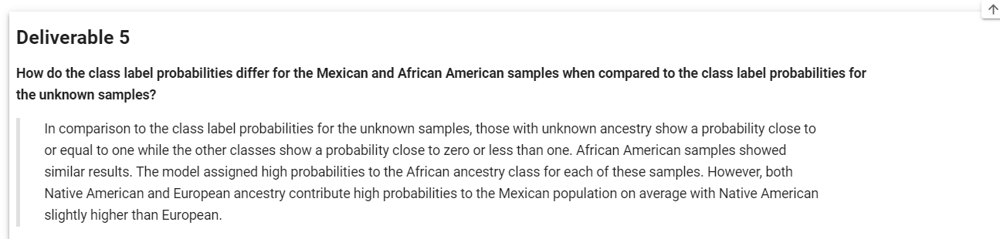 Deliverable 5
How do the class label probabilities differ for the Mexican and African American samples when compared to the class label probabilities for
the unknown samples?
In comparison to the class label probabilities for the unknown samples, those with unknown ancestry show a probability close to
or equal to one while the other classes show a probability close to zero or less than one. African American samples showed
similar results. The model assigned high probabilities to the African ancestry class for each of these samples. However, both
Native American and European ancestry contribute high probabilities to the Mexican population on average with Native American
slightly higher than European.